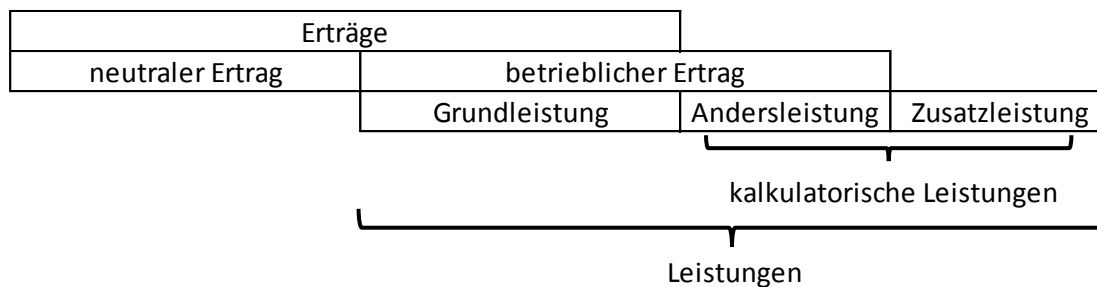 Erträge
neutraler Ertrag betrieblicher Ertrag
Grundleistung Andersleistung Zusatzleistung
kalkulatorische Leistungen
Leistungen